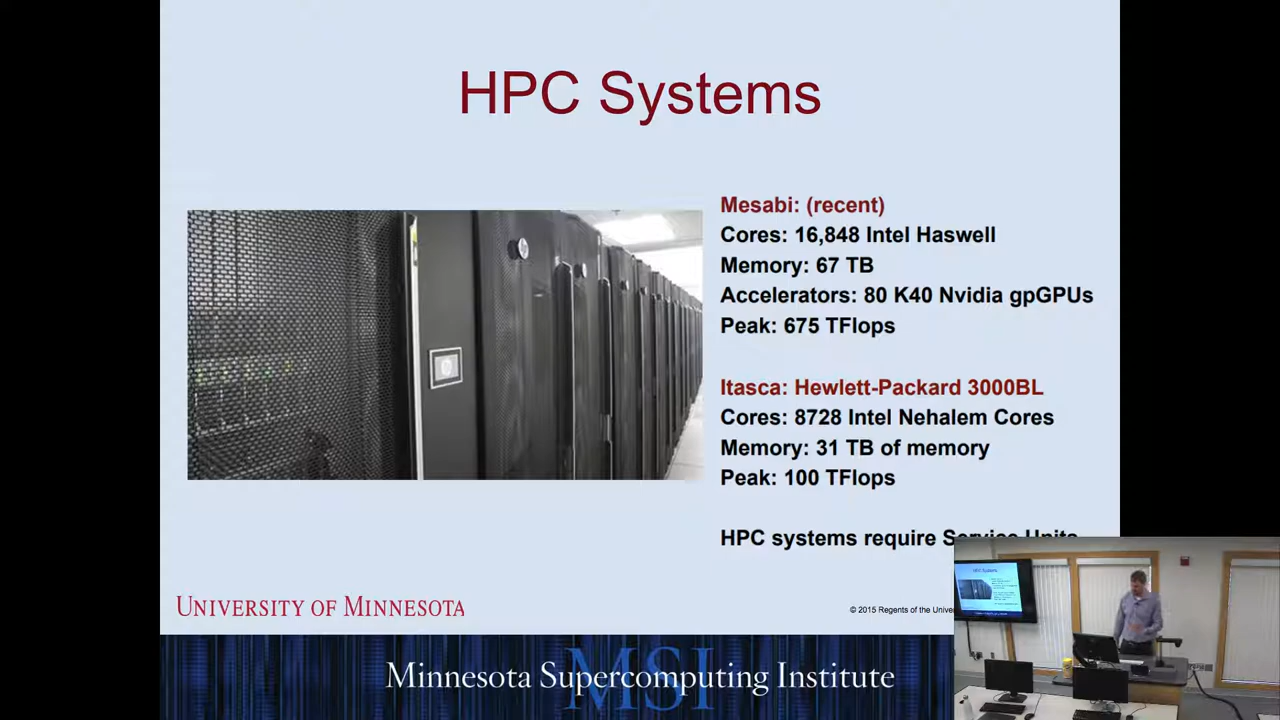 HPC Systems
Mesabi: (recent)
Cores: 16,848 Intel Haswell
Memory: 67 TB
Accelerators: 80 K40 Nvidia gpGPUs
Peak: 675 TFlops
Itasca: Hewlett-Packard 3000BL
Cores: 8728 Intel Nehalem Cores
Memory: 31 TB of memory
Peak: 100 TFlops
HPC systems require Service Units
UNIVERSITY OF MINNESOTA
© 2015 Regents of the
MSI
Minnesota Supercomputing Institute
HPC Systems